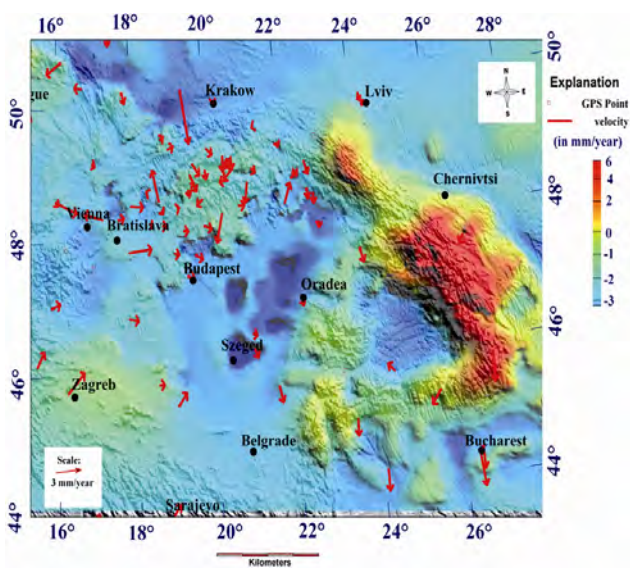 16° 18° 20° 22° 24° 26°
50°
48°
46°
44°
50°
48°
46°
44°
16° 18° 20° 22° 24° 26° 28°
gue
Krakow
Lviv
Chernivtsi
Vienna
Bratislava
Budapest
Oradea
Szeged
Zagreb
Belgrade
Bucharest
Sarajevo
N
W E
S
Scale:
3 mm/year
Kilometers
Explanation
GPS Point
velocity
(in mm/year)
6
4
2
0
-1
-2
-3